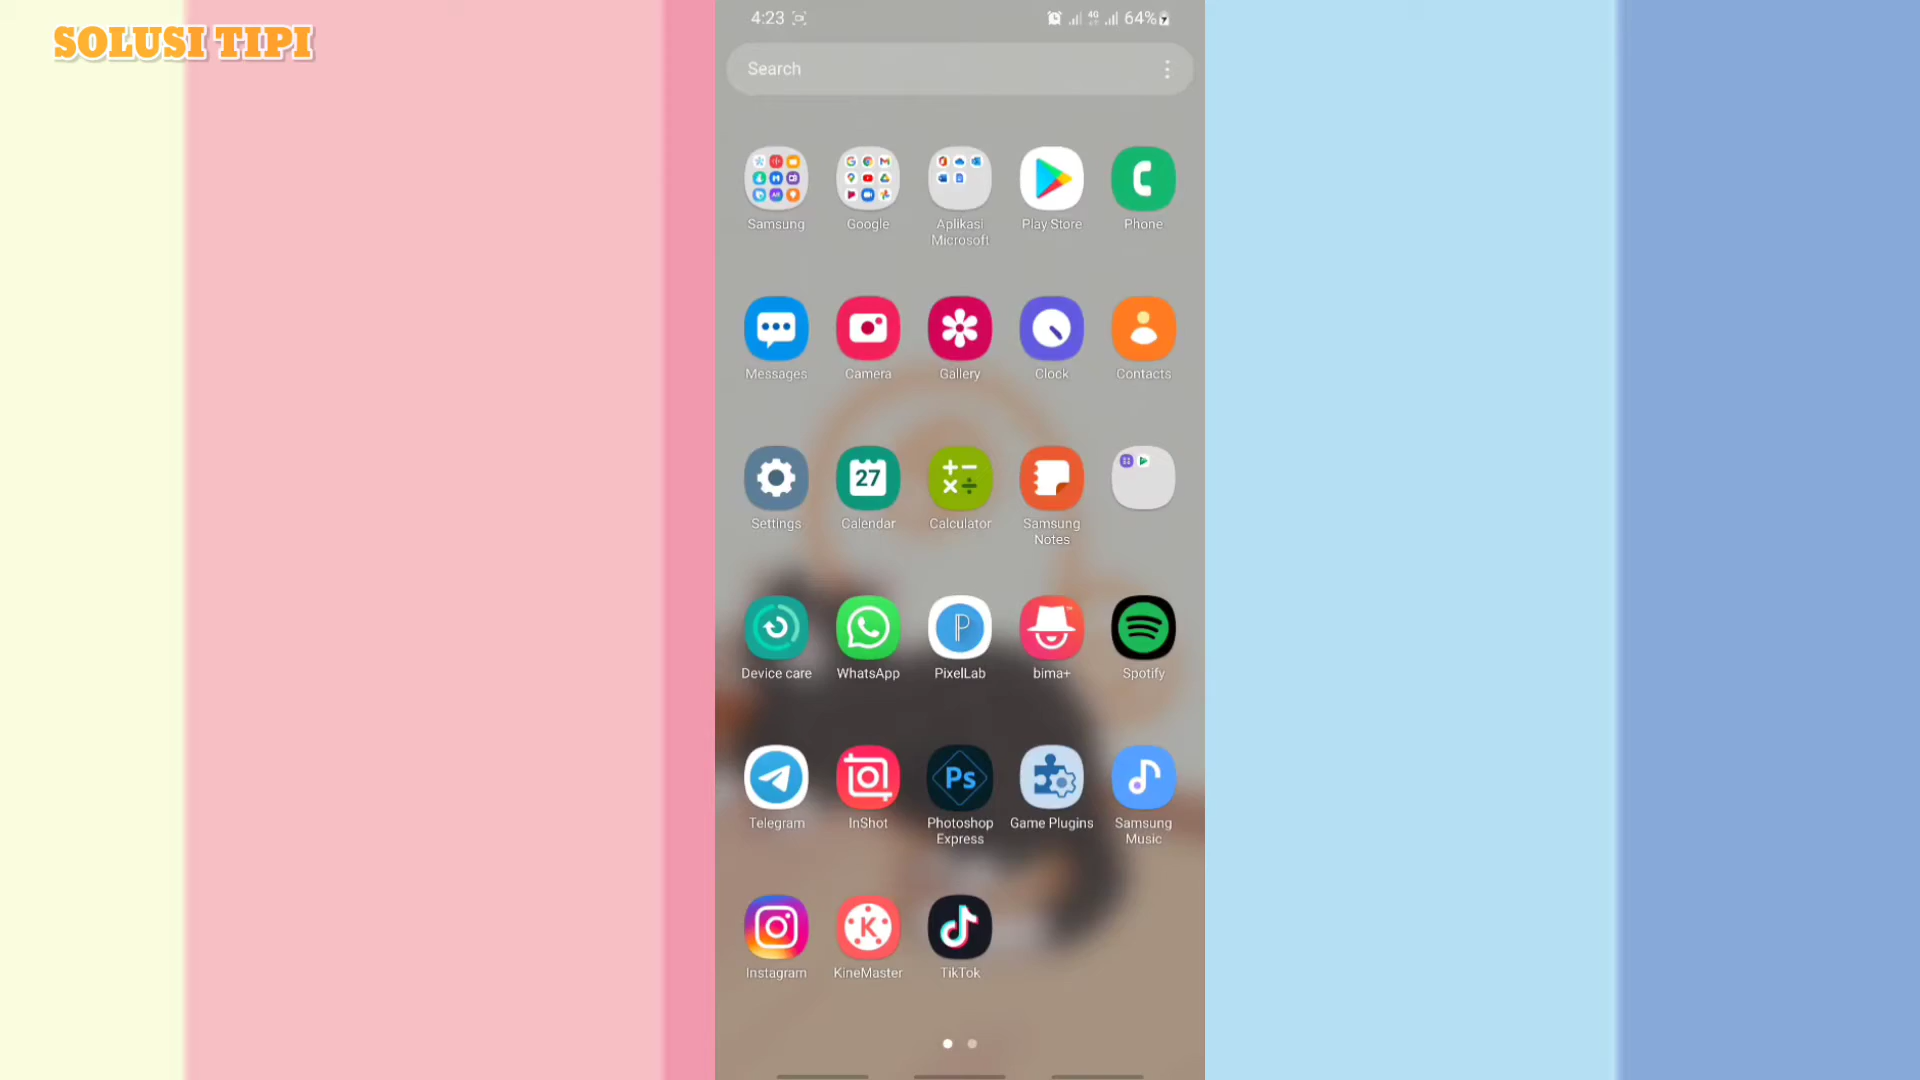 SOLUSI TIPI
4:23
4G
64%
Search
Samsung
Google
Aplikasi
Microsoft
Play Store
Phone
Messages
Camera
Gallery
Clock
Contacts
27
Settings
Calendar
Calculator
Samsung
Notes
Device care
WhatsApp
PixelLab
bima+
Spotify
Ps
Telegram
InShot
Photoshop
Express
Game Plugins
Samsung
Music
K
Instagram
KineMaster
TikTok